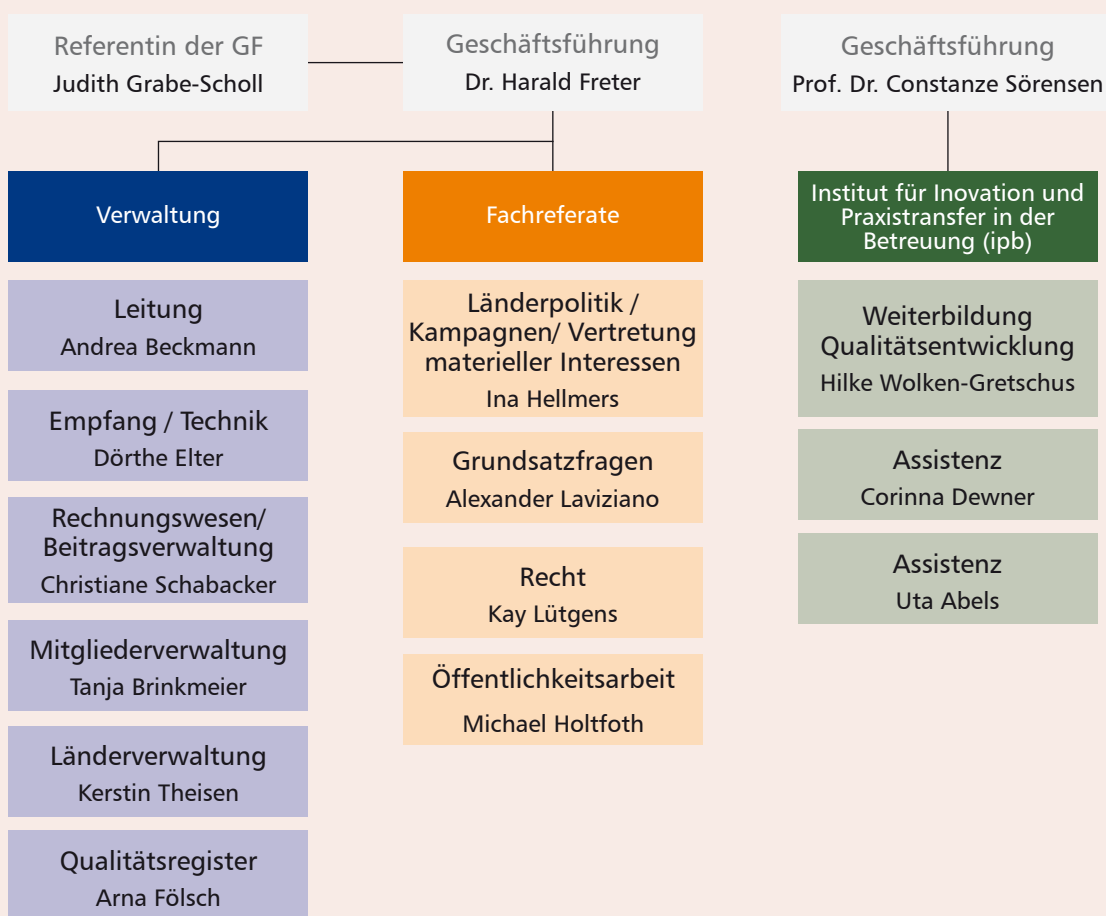 Referentin der GF
Judith Grabe-Scholl
Geschäftsführung
Dr. Harald Freter
Geschäftsführung
Prof. Dr. Constanze Sörensen
Verwaltung
Leitung
Andrea Beckmann
Empfang / Technik
Dörthe Elter
Rechnungswesen/
Beitragsverwaltung
Christiane Schabacker
Mitgliederverwaltung
Tanja Brinkmeier
Länderverwaltung
Kerstin Theisen
Qualitätsregister
Arna Fölsch
Fachreferate
Länderpolitik /
Kampagnen/ Vertretung
materieller Interessen
Ina Hellmers
Grundsatzfragen
Alexander Laviziano
Recht
Kay Lütgens
Öffentlichkeitsarbeit
Michael Holtfoth
Institut für Inovation und
Praxistransfer in der
Betreuung (ipb)
Weiterbildung
Qualitätsentwicklung
Hilke Wolken-Gretschus
Assistenz
Corinna Dewner
Assistenz
Uta Abels